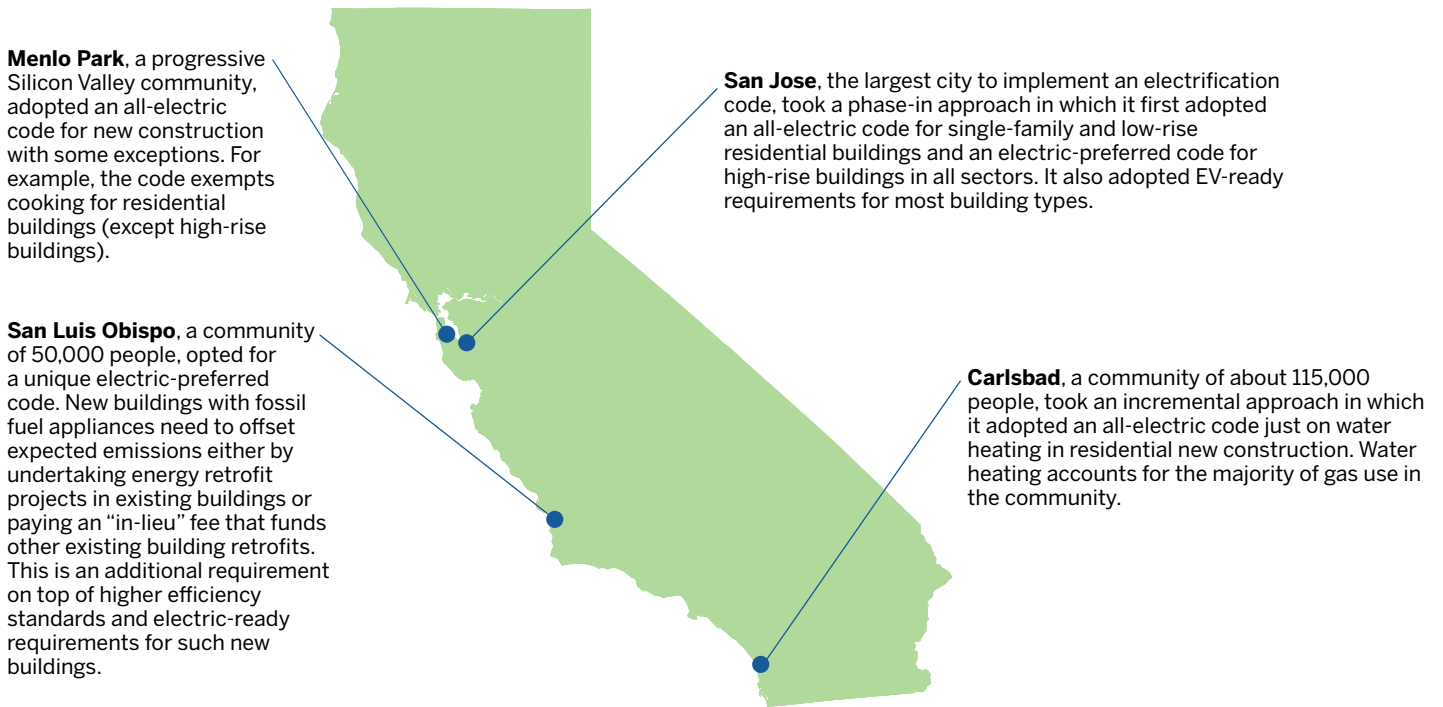 Menlo Park, a progressive
Silicon Valley community,
adopted an all-electric
code for new construction
with some exceptions. For
example, the code exempts
cooking for residential
buildings (except high-rise
buildings).
San Jose, the largest city to implement an electrification
code, took a phase-in approach in which it first adopted
an all-electric code for single-family and low-rise
residential buildings and an electric-preferred code for
high-rise buildings in all sectors. It also adopted EV-ready
requirements for most building types.
San Luis Obispo, a community
of 50,000 people, opted for
a unique electric-preferred
code. New buildings with fossil
fuel appliances need to offset
expected emissions either by
undertaking energy retrofit
projects in existing buildings or
paying an “in-lieu” fee that funds
other existing building retrofits.
This is an additional requirement
on top of higher efficiency
standards and electric-ready
requirements for such new
buildings.
Carlsbad, a community of about 115,000
people, took an incremental approach in which
it adopted an all-electric code just on water
heating in residential new construction. Water
heating accounts for the majority of gas use in
the community.